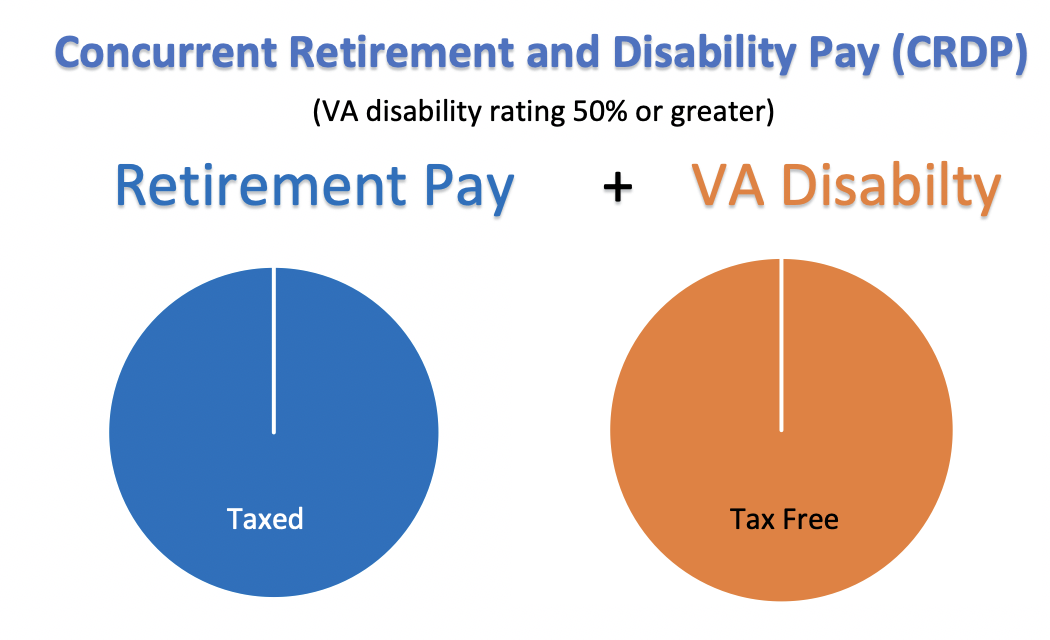 Concurrent Retirement and Disability Pay (CRDP)
(VA disability rating 50% or greater)
Retirement Pay + VA Disabilty
Taxed
Tax Free